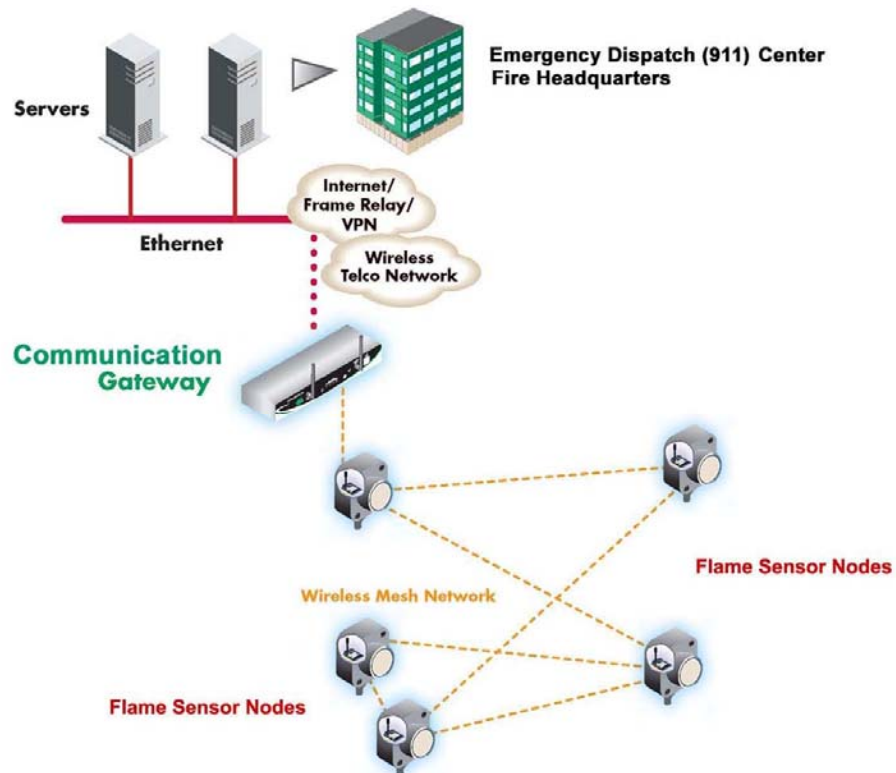 Emergency Dispatch (911) Center
Fire Headquarters
Servers
Internet/
Frame Relay/
VPN
Ethernet
Wireless
Telco Network
Communication
Gateway
Flame Sensor Nodes
Wireless Mesh Network
Flame Sensor Nodes